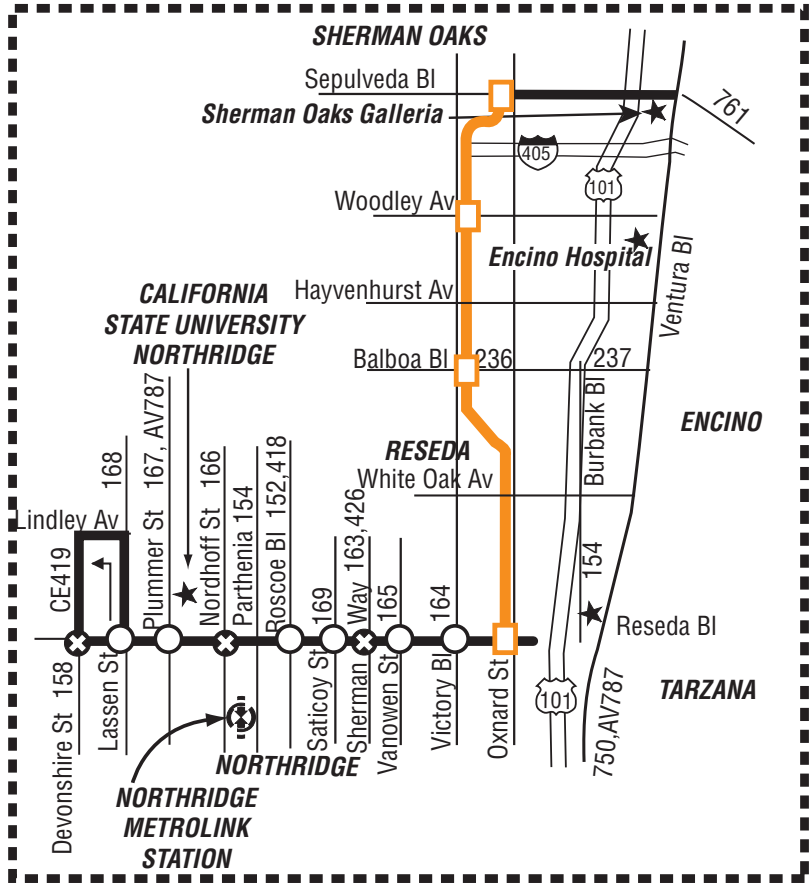 SHERMAN OAKS
Sepulveda Bl
761
Sherman Oaks Galleria
405
101
Woodley Av
Encino Hospital
Ventura Bl
Hayvenhurst Av
CALIFORNIA
STATE UNIVERSITY
NORTHRIDGE
Balboa Bl
236
237
Burbank Bl
ENCINO
RESEDA
White Oak Av
Lindley Av
CE419
168
Plummer St 167, AV787
Nordhoff St 166
Parthenia 154
Roscoe Bl 152,418
169
Way 163,426
165
164
154
Reseda Bl
Devonshire St 158
Lassen St
Saticoy St
Sherman
Vanowen St
Victory Bl
Oxnard St
101
750,AV787
TARZANA
NORTHRIDGE
NORTHRIDGE
METROLINK
STATION